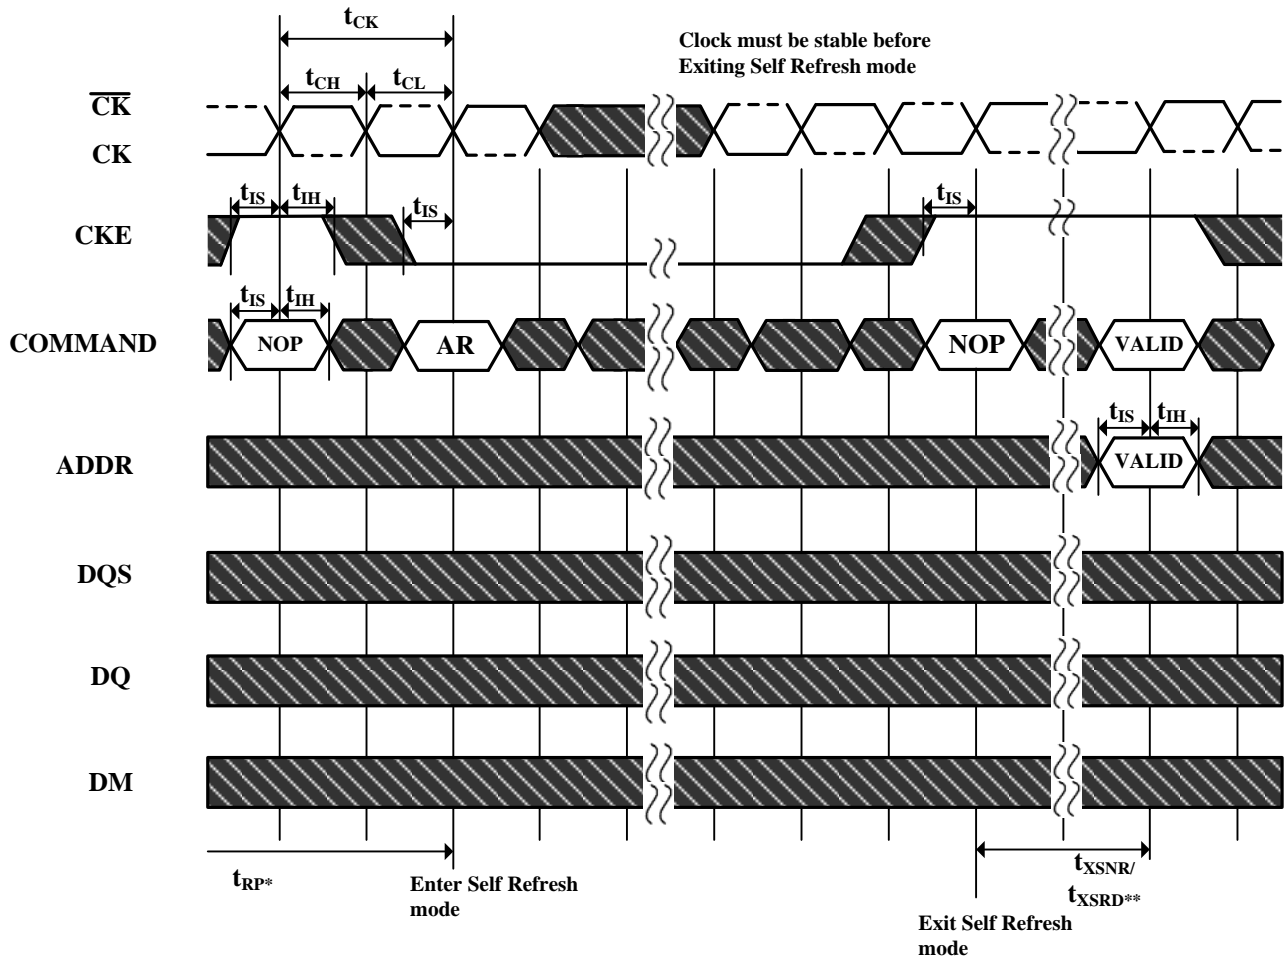 tCK
Clock must be stable before
Exiting Self Refresh mode
tCH
tCL
CK
CK
tIS
tIH
tIS
tIS
CKE
tIS
tIH
COMMAND
NOP
AR
NOP
VALID
tIS
tIH
ADDR
VALID
DQS
DQ
DM
tRP*
Enter Self Refresh
mode
tXSNR/
tXSRD**
Exit Self Refresh
mode